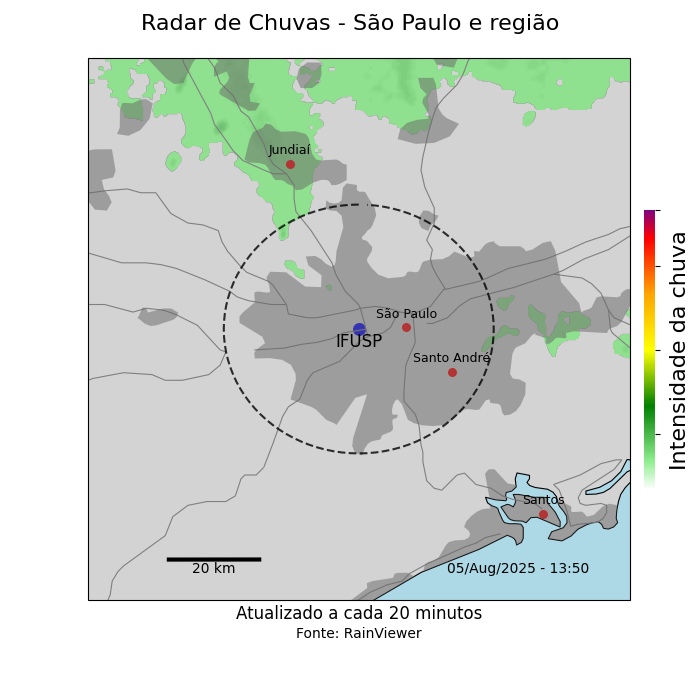 Radar de Chuvas - São Paulo e região
Jundiaí
São Paulo
IFUSP
Santo André
Intensidade da chuva
Santos
20 km
05/Aug/2025 - 13:50
Atualizado a cada 20 minutos
Fonte: RainViewer